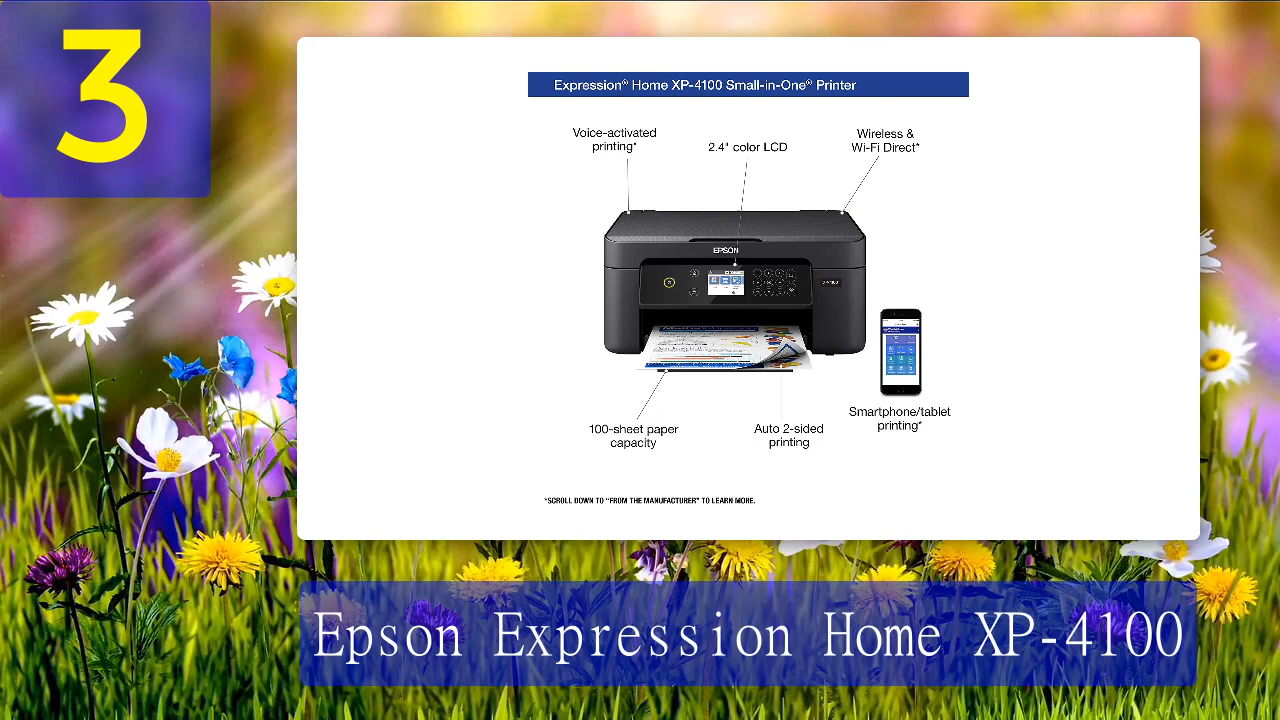 3
Expression® Home XP-4100 Small-in-One® Printer
Voice-activated
printing*
2.4" color LCD
Wireless &
Wi-Fi Direct*
EPSON
XP-4100
Smartphone/tablet
printing*
100-sheet paper
capacity
Auto 2-sided
printing
*SCROLL DOWN TO “FROM THE MANUFACTURER” TO LEARN MORE.
Epson Expression Home XP-4100